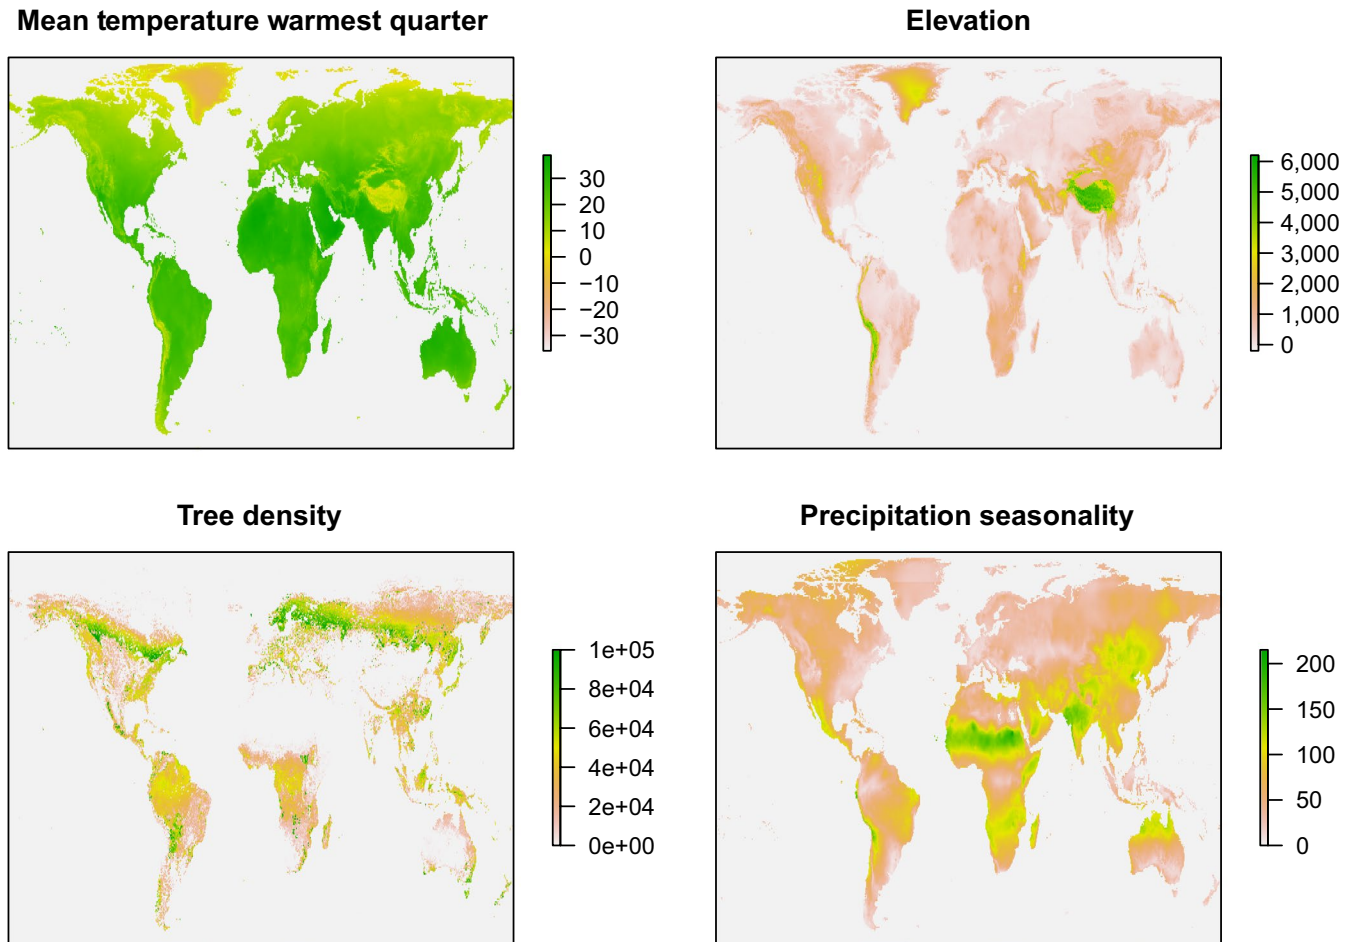 Mean temperature warmest quarter
30
20
10
0
−10
−20
−30
Elevation
6,000
5,000
4,000
3,000
2,000
1,000
0
Tree density
1e+05
8e+04
6e+04
4e+04
2e+04
0e+00
Precipitation seasonality
200
150
100
50
0